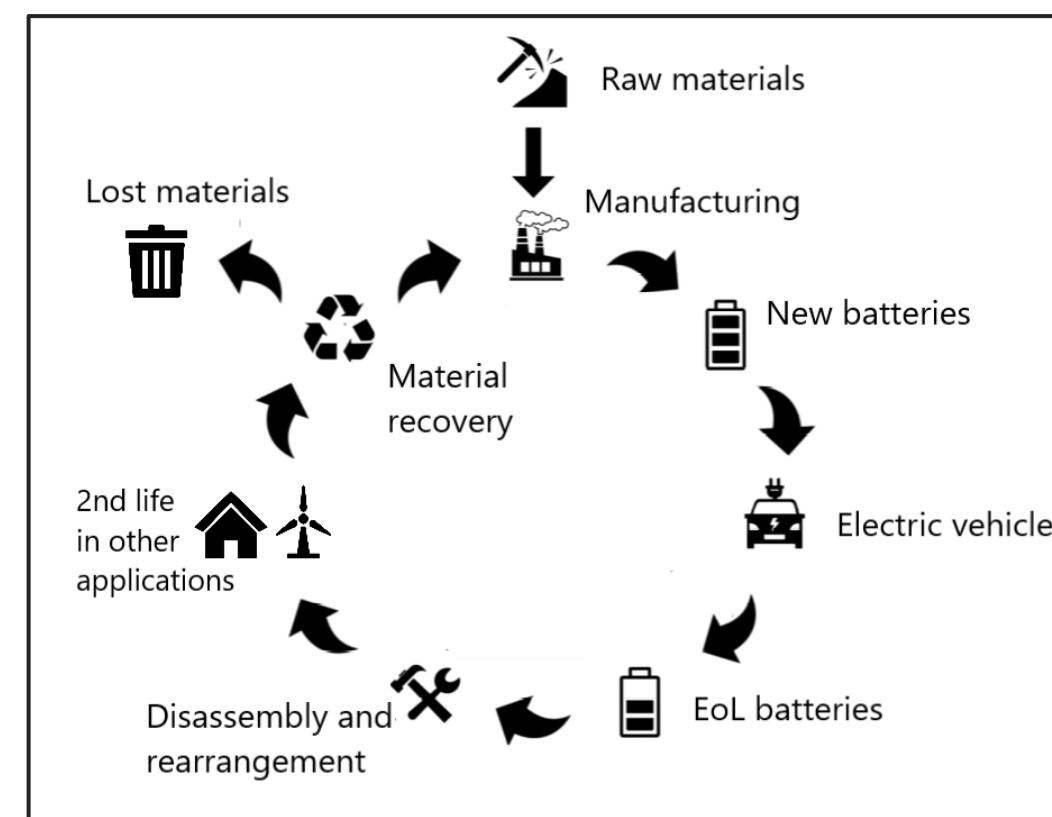 Raw materials
Manufacturing
New batteries
Electric vehicle
EoL batteries
Disassembly and
rearrangement
2nd life
in other
applications
Material
recovery
Lost materials